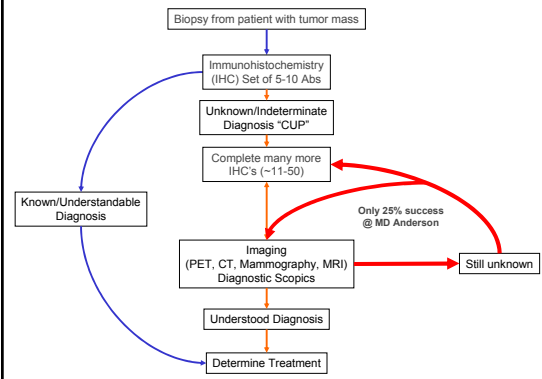 Biopsy from patient with tumor mass
Immunohistochemistry
(IHC) Set of 5-10 Abs
Unknown/Indeterminate
Diagnosis “CUP”
Complete many more
IHC's (~11-50)
Known/Understandable
Diagnosis
Only 25% success
@ MD Anderson
Imaging
(PET, CT, Mammography, MRI)
Diagnostic Scopics
Still unknown
Understood Diagnosis
Determine Treatment